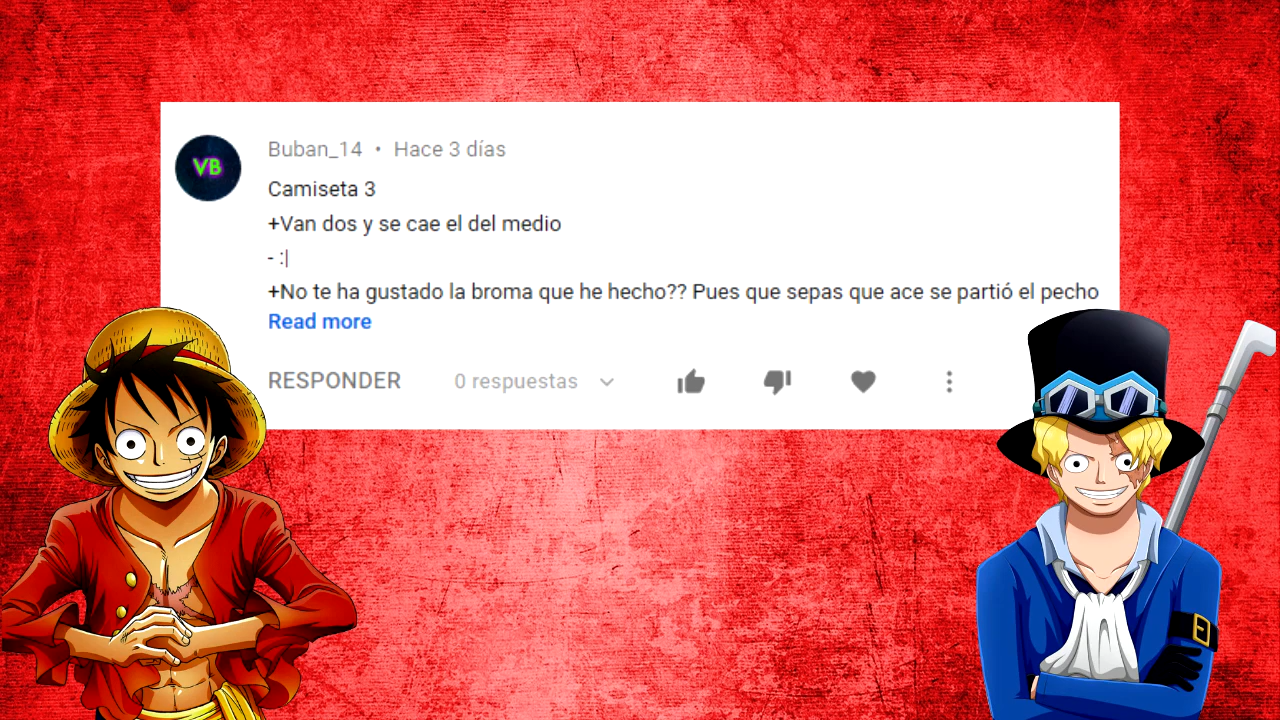 VB
Buban_14 • Hace 3 días
Camiseta 3
+Van dos y se cae el del medio
- :|
+No te ha gustado la broma que he hecho?? Pues que sepas que ace se partió el pecho
Read more
RESPONDER 0 respuestas